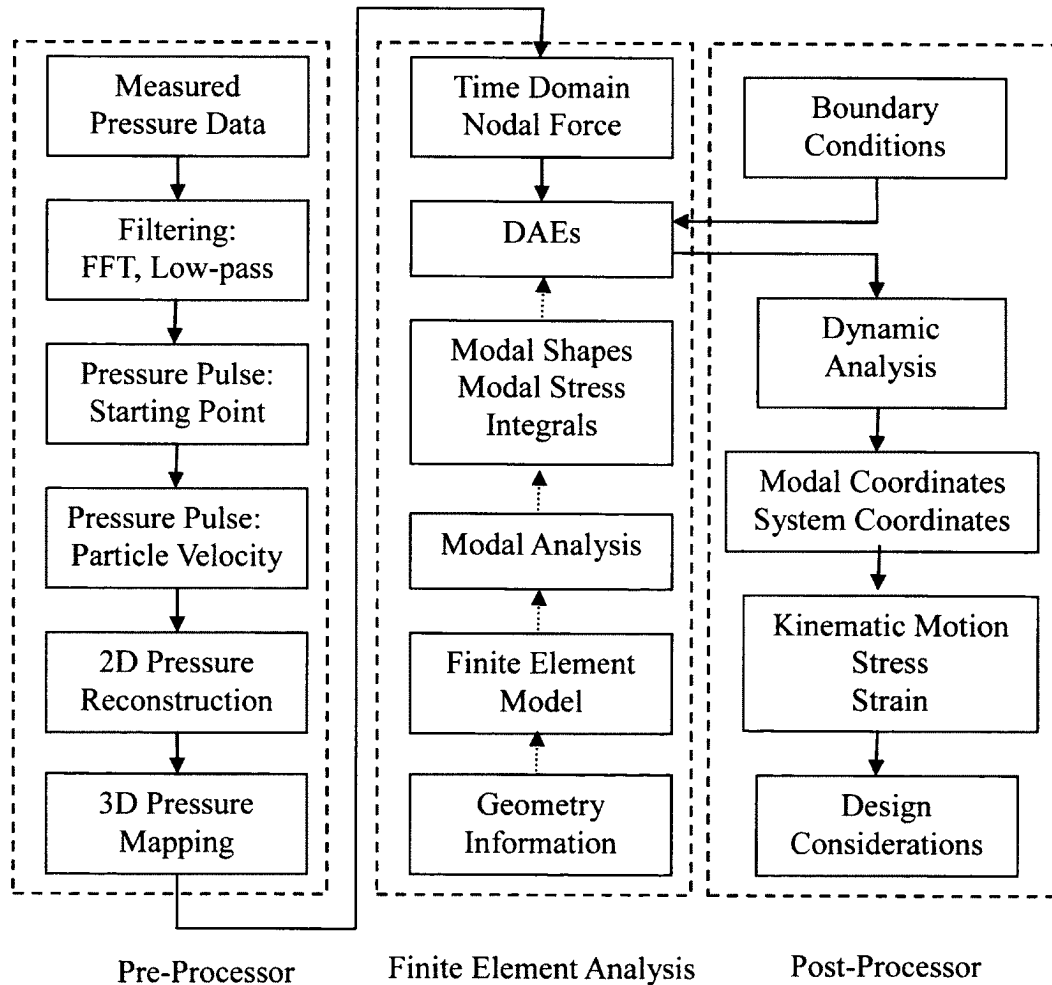 Measured
Pressure Data
Filtering:
FFT, Low-pass
Pressure Pulse:
Starting Point
Pressure Pulse:
Particle Velocity
2D Pressure
Reconstruction
3D Pressure
Mapping
Pre-Processor
Time Domain
Nodal Force
DAEs
Modal Shapes
Modal Stress
Integrals
Modal Analysis
Finite Element
Model
Geometry
Information
Finite Element Analysis
Boundary
Conditions
Dynamic
Analysis
Modal Coordinates
System Coordinates
Kinematic Motion
Stress
Strain
Design
Considerations
Post-Processor